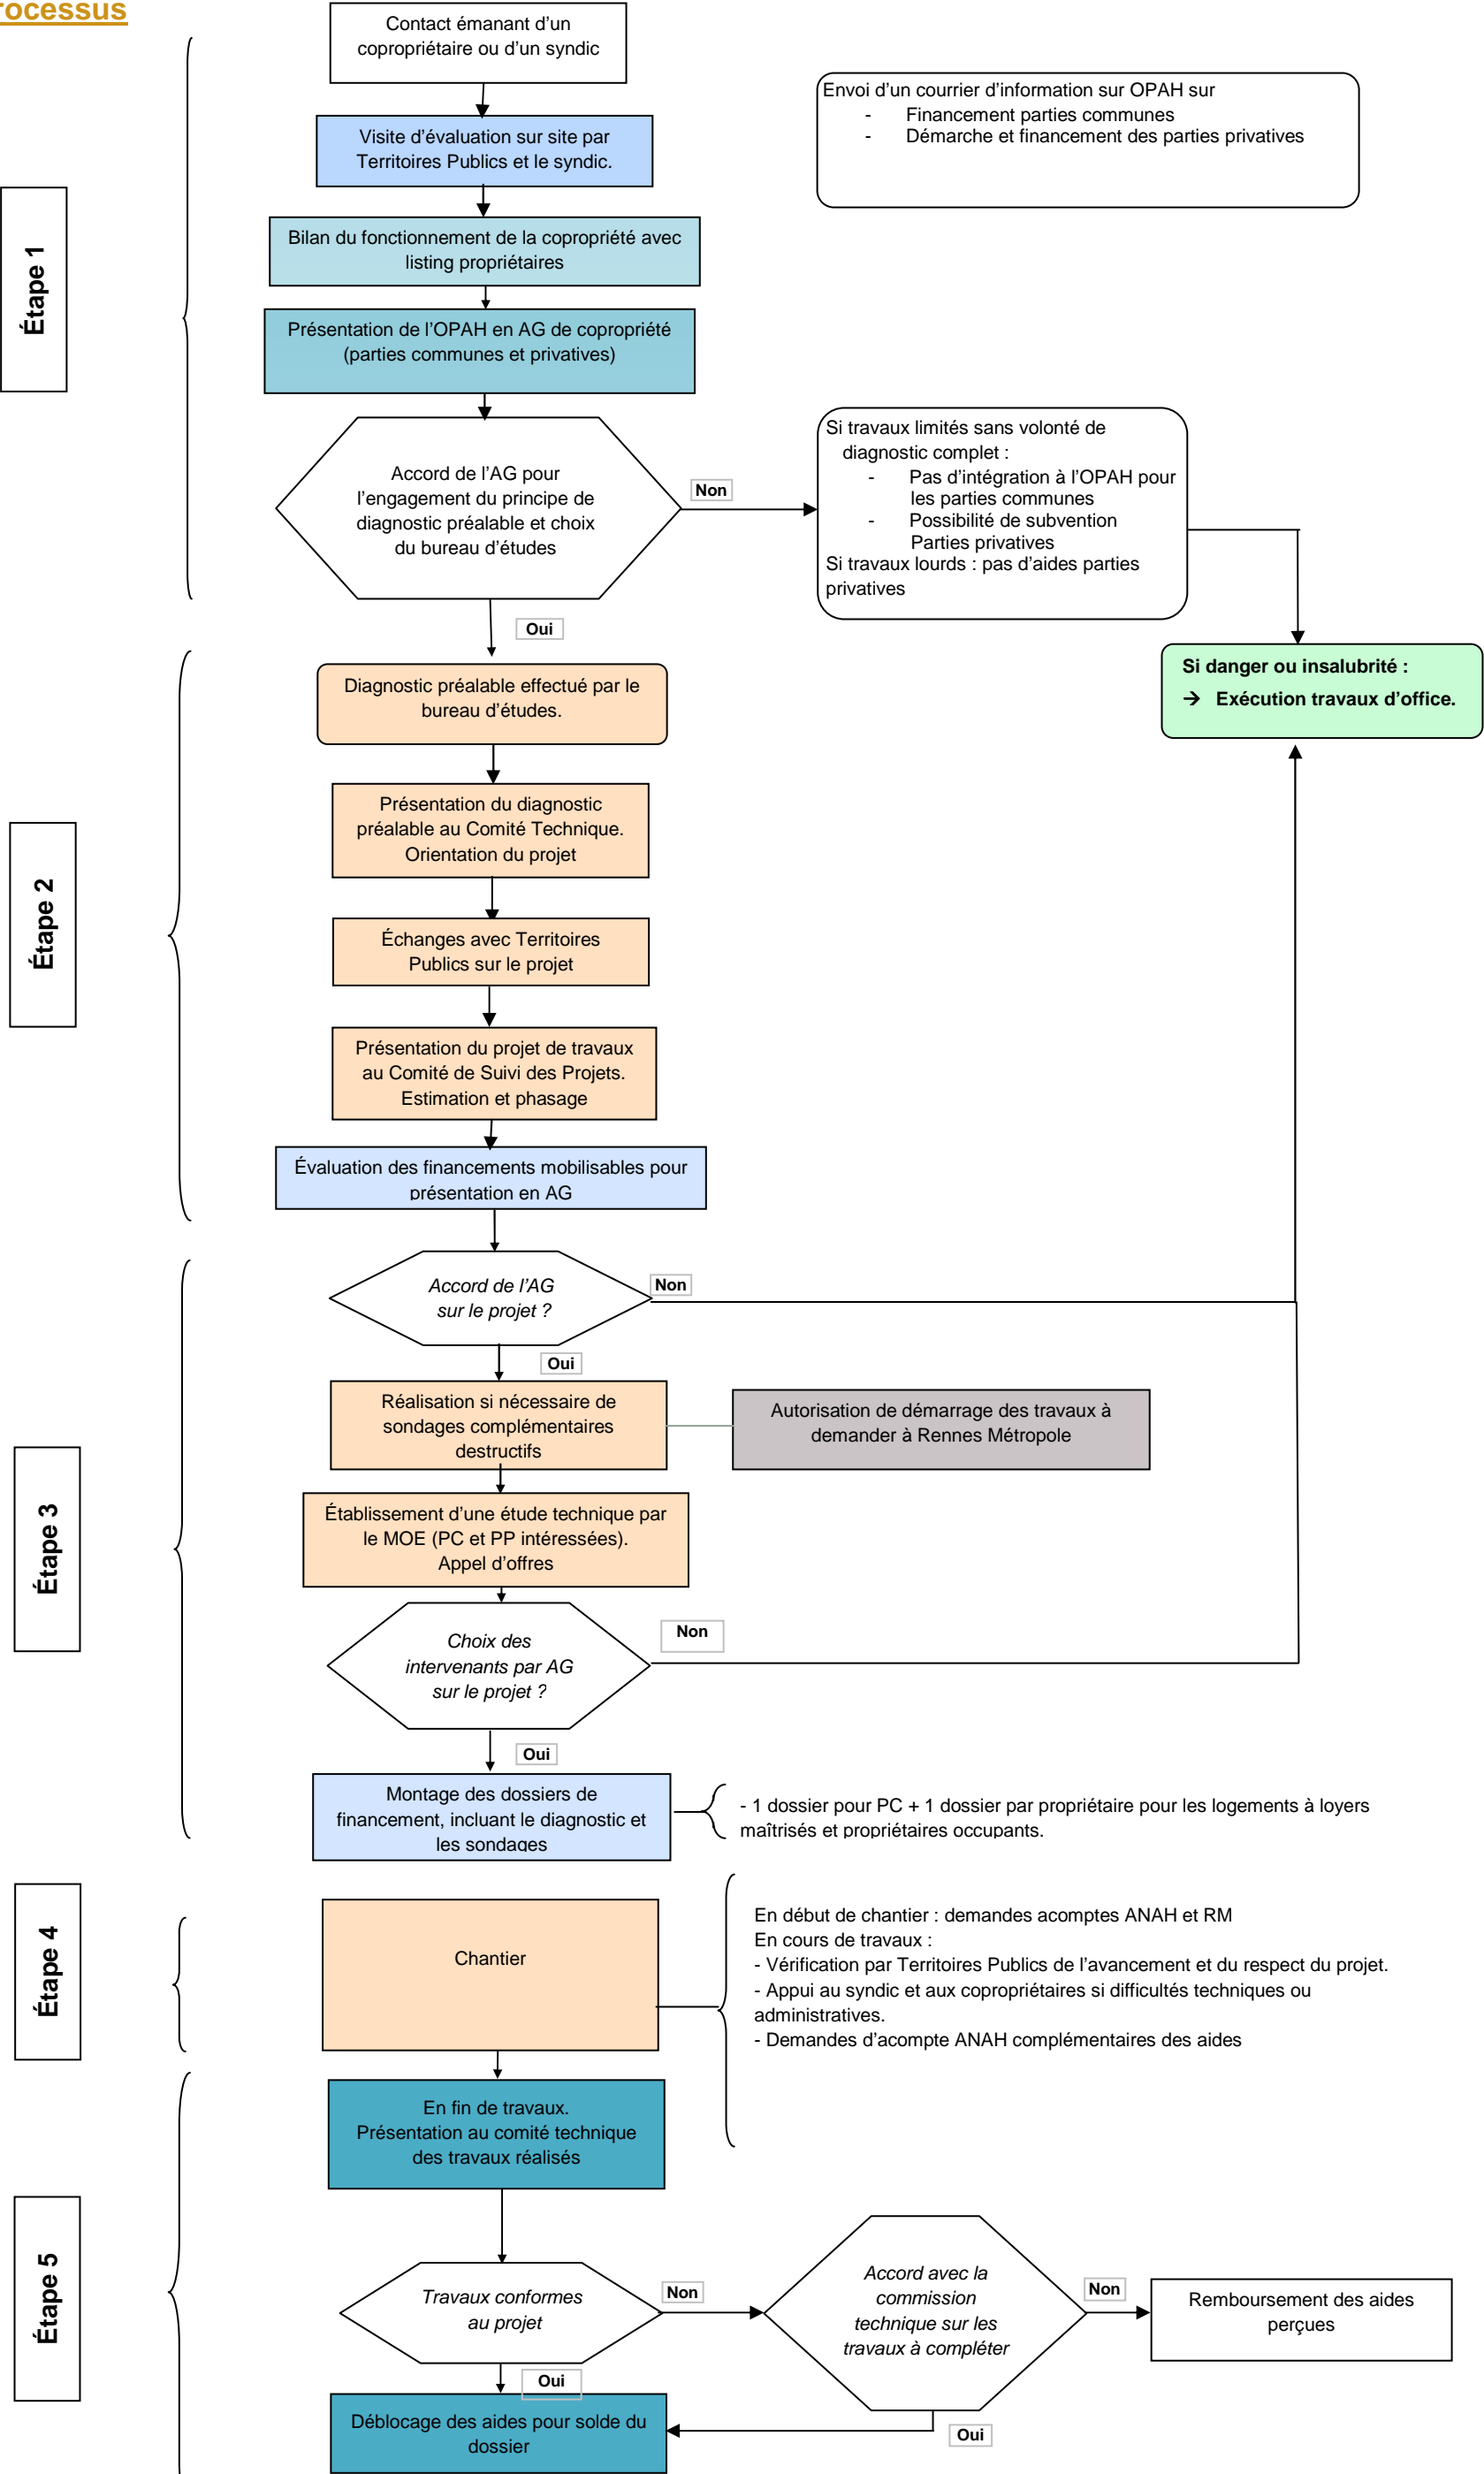 rocessus
Contact émanant d'un
copropriétaire ou d'un syndic
Envoi d'un courrier d'information sur OPAH sur
- Financement parties communes
- Démarche et financement des parties privatives
Visite d'évaluation sur site par
Territoires Publics et le syndic.
Étape 1
Bilan du fonctionnement de la copropriété avec
listing propriétaires
Présentation de l'OPAH en AG de copropriété
(parties communes et privatives)
Accord de l'AG pour
l'engagement du principe de
diagnostic préalable et choix
du bureau d'études
Non
Si travaux limités sans volonté de
diagnostic complet :
- Pas d'intégration à l'OPAH pour
les parties communes
- Possibilité de subvention
Parties privatives
Si travaux lourds : pas d'aides parties
privatives
Oui
Si danger ou insalubrité :
→ Exécution travaux d'office.
Étape 2
Diagnostic préalable effectué par le
bureau d'études.
Présentation du diagnostic
préalable au Comité Technique.
Orientation du projet
Échanges avec Territoires
Publics sur le projet
Présentation du projet de travaux
au Comité de Suivi des Projets.
Estimation et phasage
Évaluation des financements mobilisables pour
présentation en AG
Étape 3
Accord de l'AG
sur le projet ?
Non
Oui
Réalisation si nécessaire de
sondages complémentaires
destructifs
Autorisation de démarrage des travaux à
demander à Rennes Métropole
Établissement d'une étude technique par
le MOE (PC et PP intéressées).
Appel d'offres
Choix des
intervenants par AG
sur le projet ?
Non
Oui
Montage des dossiers de
financement, incluant le diagnostic et
les sondages
- 1 dossier pour PC + 1 dossier par propriétaire pour les logements à loyers
maîtrisés et propriétaires occupants.
Étape 4
Chantier
En début de chantier : demandes acomptes ANAH et RM
En cours de travaux :
- Vérification par Territoires Publics de l'avancement et du respect du projet.
- Appui au syndic et aux copropriétaires si difficultés techniques ou
administratives.
- Demandes d'acompte ANAH complémentaires des aides
Étape 5
En fin de travaux.
Présentation au comité technique
des travaux réalisés
Travaux conformes
au projet
Non
Accord avec la
commission
technique sur les
travaux à compléter
Non
Remboursement des aides
perçues
Oui
Déblocage des aides pour solde du
dossier
Oui